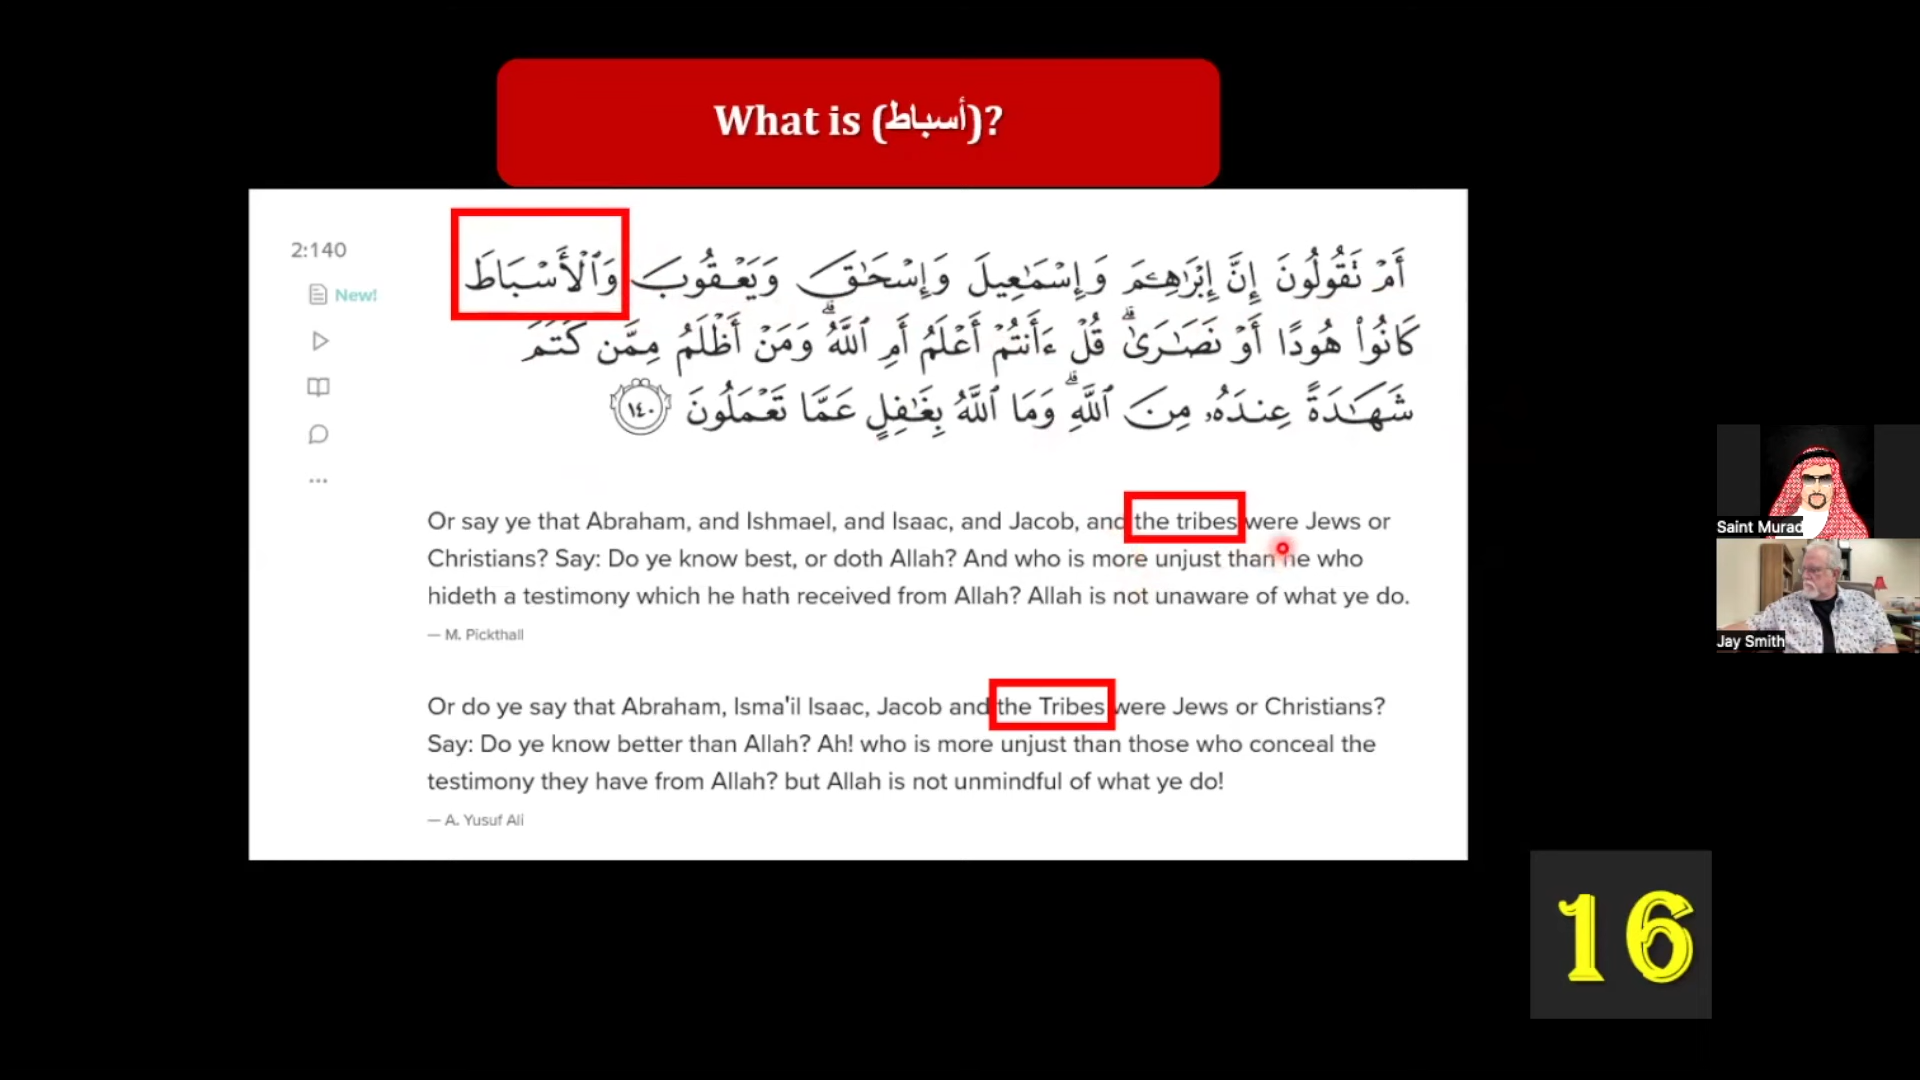 What is (أسباط)?
2:140
New!
أَمْ تَقُولُونَ إِنَّ إِبْرَٰهِـۧمَ وَإِسْمَـٰعِيلَ وَإِسْحَـٰقَ وَيَعْقُوبَ وَٱلْأَسْبَاطَ
كَانُوا۟ هُودًا أَوْ نَصَـٰرَىٰ ۗ قُلْ ءَأَنتُمْ أَعْلَمُ أَمِ ٱللَّهُ ۗ وَمَنْ أَظْلَمُ مِمَّن كَتَمَ
شَهَـٰدَةً عِندَهُۥ مِنَ ٱللَّهِ ۗ وَمَا ٱللَّهُ بِغَـٰفِلٍ عَمَّا تَعْمَلُونَ ١٤٠
Or say ye that Abraham, and Ishmael, and Isaac, and Jacob, and the tribes were Jews or
Christians? Say: Do ye know best, or doth Allah? And who is more unjust than he who
hideth a testimony which he hath received from Allah? Allah is not unaware of what ye do.
— M. Pickthall
Or do ye say that Abraham, Isma'il Isaac, Jacob and the Tribes were Jews or Christians?
Say: Do ye know better than Allah? Ah! who is more unjust than those who conceal the
testimony they have from Allah? but Allah is not unmindful of what ye do!
— A. Yusuf Ali
Saint Murad
Jay Smith
16